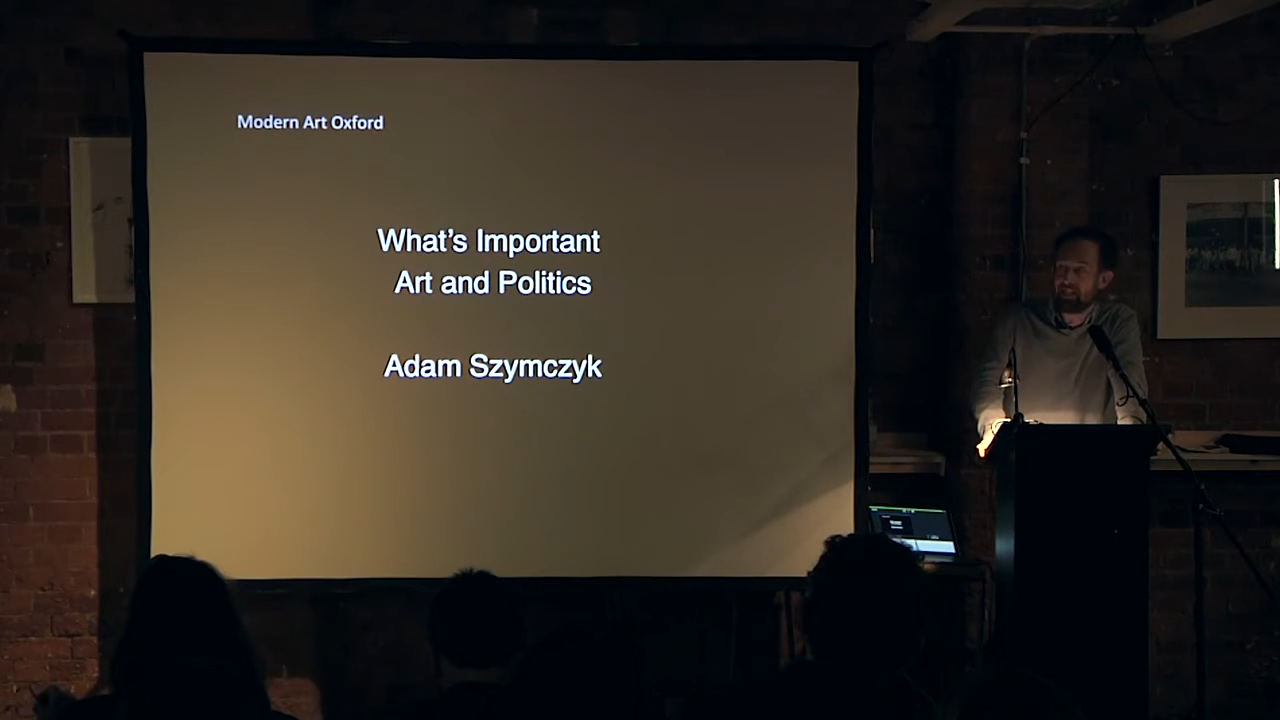 Modern Art Oxford
What's Important
Art and Politics
Adam Szymczyk